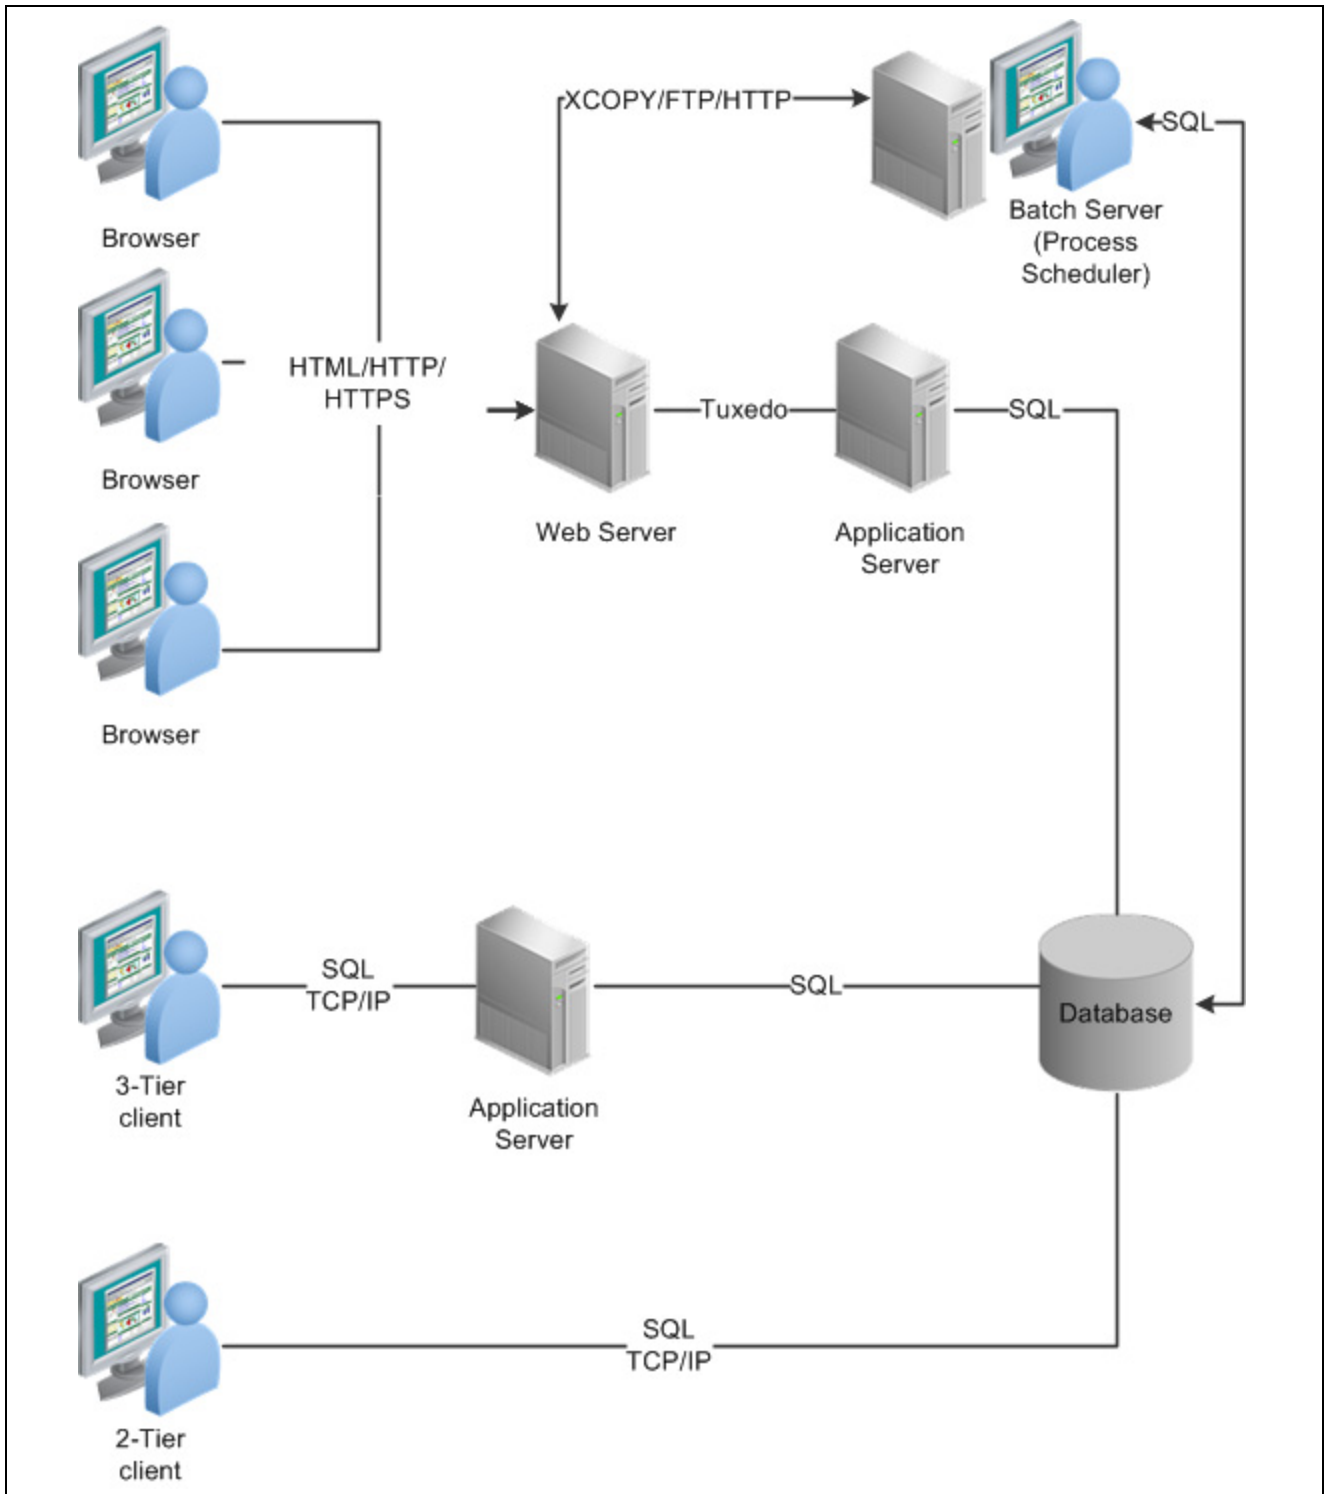 XCOPY/FTP/HTTP
SQL
Batch Server
(Process
Scheduler)
Browser
HTML/HTTP/
HTTPS
Browser
Tuxedo
SQL
Web Server
Application
Server
Browser
SQL
TCP/IP
SQL
Database
3-Tier
client
Application
Server
SQL
TCP/IP
2-Tier
client